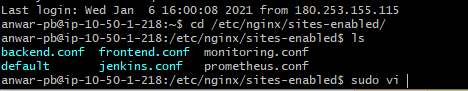 Last login: Wed Jan  6 16:00:08 2021 from 180.253.155.115
anwar-pb@ip-10-50-1-218:~$ cd /etc/nginx/sites-enabled/
anwar-pb@ip-10-50-1-218:/etc/nginx/sites-enabled$ ls
backend.conf  frontend.conf  monitoring.conf
default       jenkins.conf   prometheus.conf
anwar-pb@ip-10-50-1-218:/etc/nginx/sites-enabled$ sudo vi